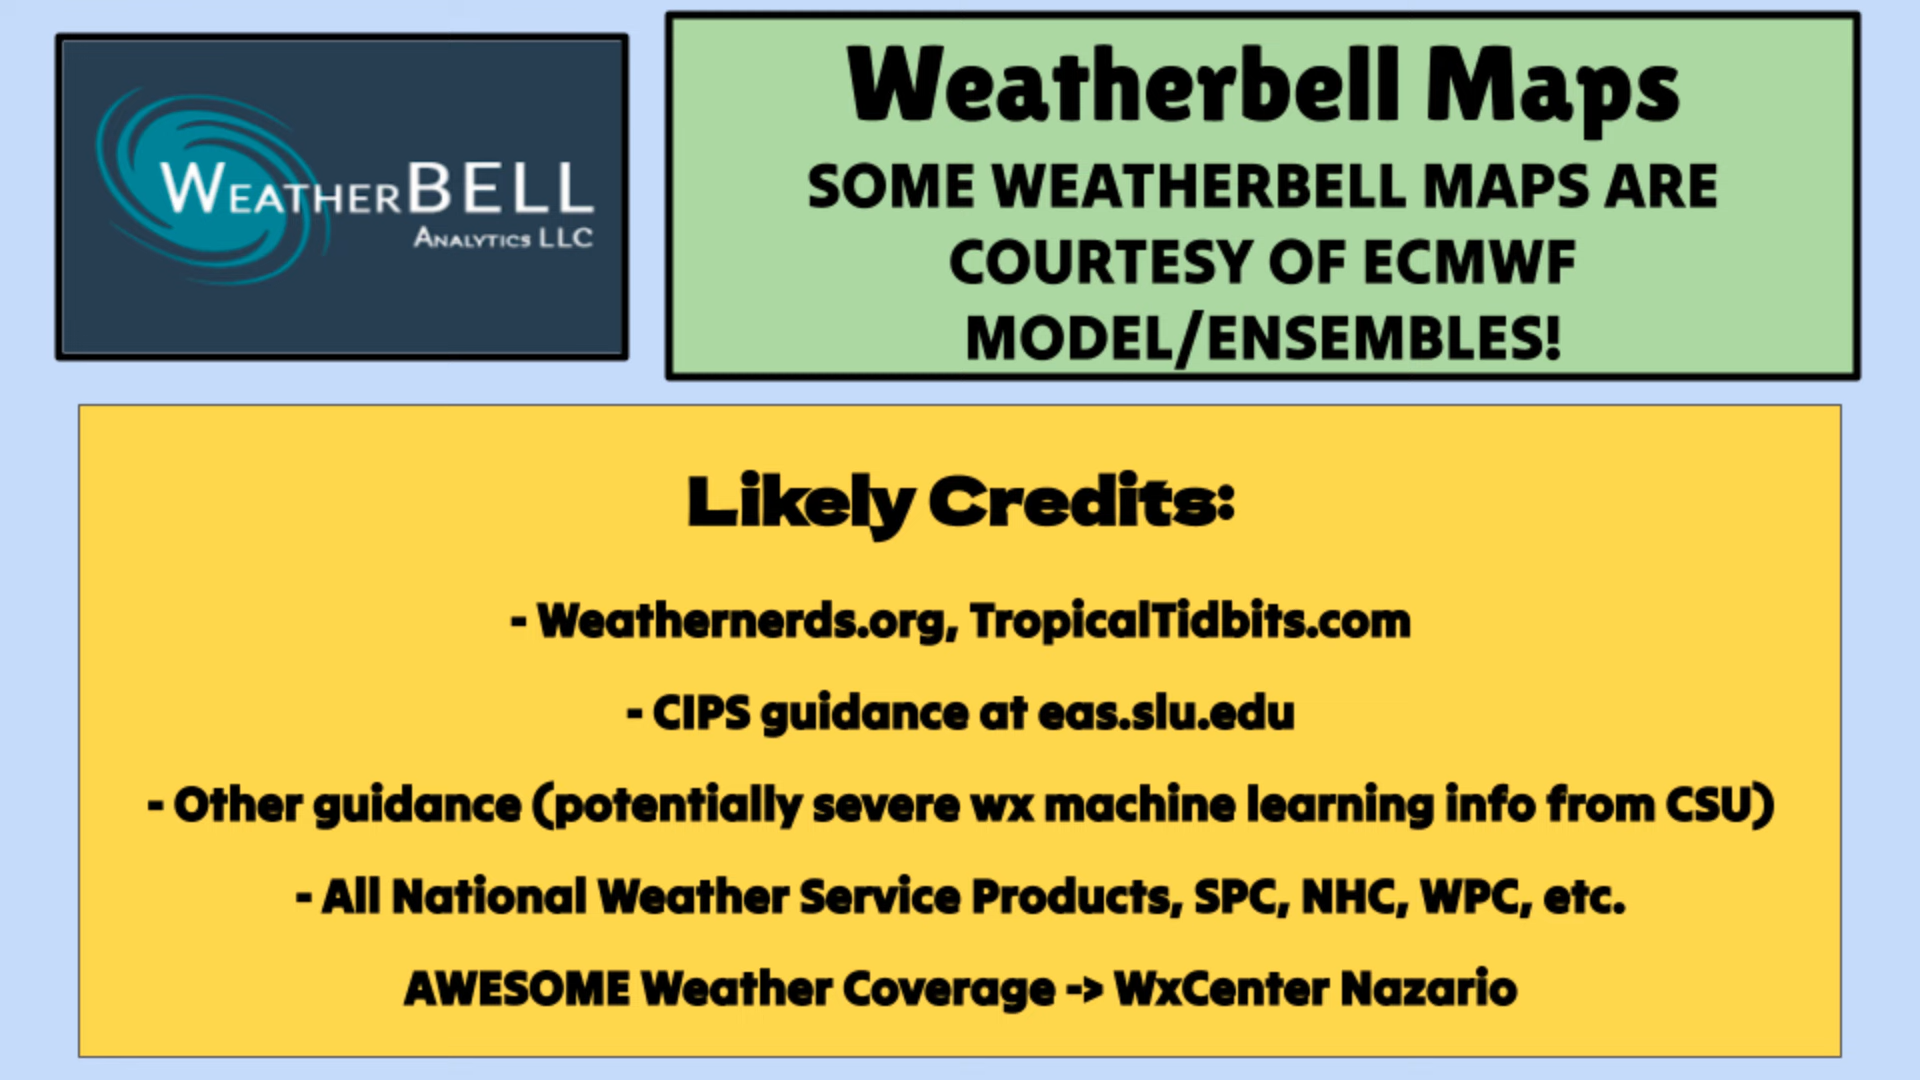 WEATHERBELL
ANALYTICS LLC
Weatherbell Maps
SOME WEATHERBELL MAPS ARE
COURTESY OF ECMWF
MODEL/ENSEMBLES!
Likely Credits:
- Weathernerds.org, TropicalTidbits.com
- CIPS guidance at eas.slu.edu
- Other guidance (potentially severe wx machine learning info from CSU)
- All National Weather Service Products, SPC, NHC, WPC, etc.
AWESOME Weather Coverage -> WxCenter Nazario